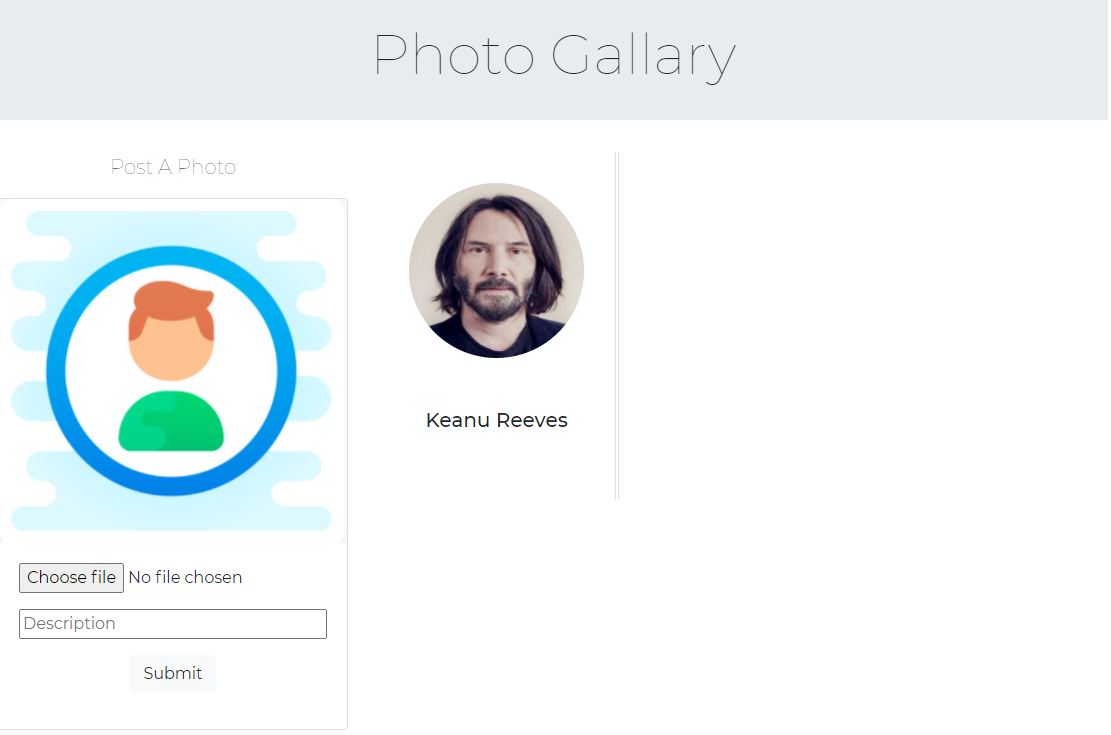 Photo Gallary
Post A Photo
Keanu Reeves
Choose file No file chosen
Description
Submit